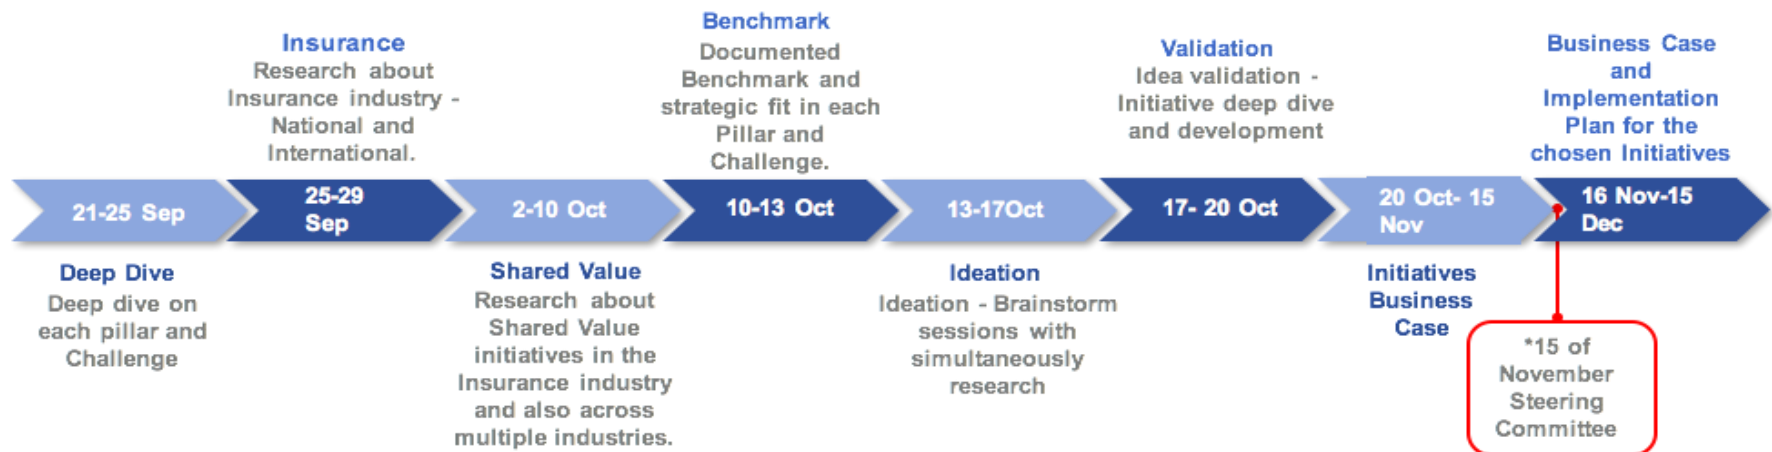 Insurance
Research about
Insurance industry -
National and
International.
Benchmark
Documented
Benchmark and
strategic fit in each
Pillar and
Challenge.
Validation
Idea validation -
Initiative deep dive
and development
Business Case
and
Implementation
Plan for the
chosen Initiatives
21-25 Sep
25-29
Sep
2-10 Oct
10-13 Oct
13-17Oct
17- 20 Oct
20 Oct- 15
Nov
16 Nov-15
Dec
Deep Dive
Deep dive on
each pillar and
Challenge
Shared Value
Research about
Shared Value
initiatives in the
Insurance industry
and also across
multiple industries.
Ideation
Ideation - Brainstorm
sessions with
simultaneously
research
Initiatives
Business
Case
*15 of
November
Steering
Committee